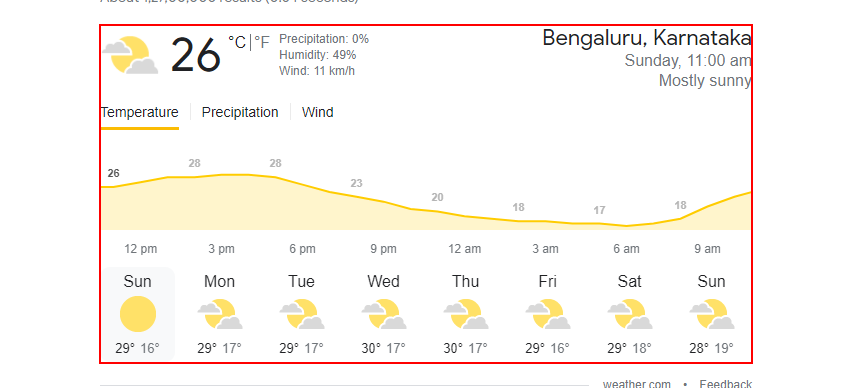 About 1,27,00,000 results (0.64 seconds)
26 °C | °F
Precipitation: 0%
Humidity: 49%
Wind: 11 km/h
Bengaluru, Karnataka
Sunday, 11:00 am
Mostly sunny
Temperature Precipitation Wind
26 28 28 23 20 18 17 18
12 pm 3 pm 6 pm 9 pm 12 am 3 am 6 am 9 am
Sun Mon Tue Wed Thu Fri Sat Sun
29° 16° 29° 17° 29° 17° 30° 17° 30° 17° 29° 16° 29° 18° 28° 19°
weather.com • Feedback